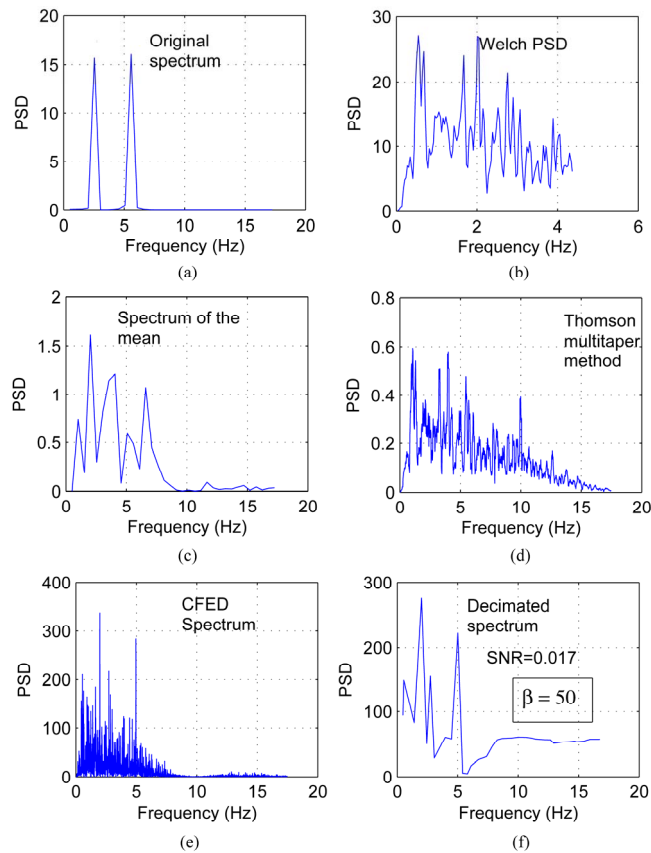 Original
spectrum
PSD
20
15
10
5
0
0 5 10 15 20
Frequency (Hz)
(a)
Welch PSD
PSD
30
20
10
0
0 2 4 6
Frequency (Hz)
(b)
Spectrum of the
mean
PSD
2
1.5
1
0.5
0
0 5 10 15 20
Frequency (Hz)
(c)
Thomson
multitaper
method
PSD
0.8
0.6
0.4
0.2
0
0 5 10 15 20
Frequency (Hz)
(d)
CFED
Spectrum
PSD
400
300
200
100
0
0 5 10 15 20
Frequency (Hz)
(e)
Decimated
spectrum
SNR=0.017
β = 50
PSD
300
200
100
0
0 5 10 15 20
Frequency (Hz)
(f)